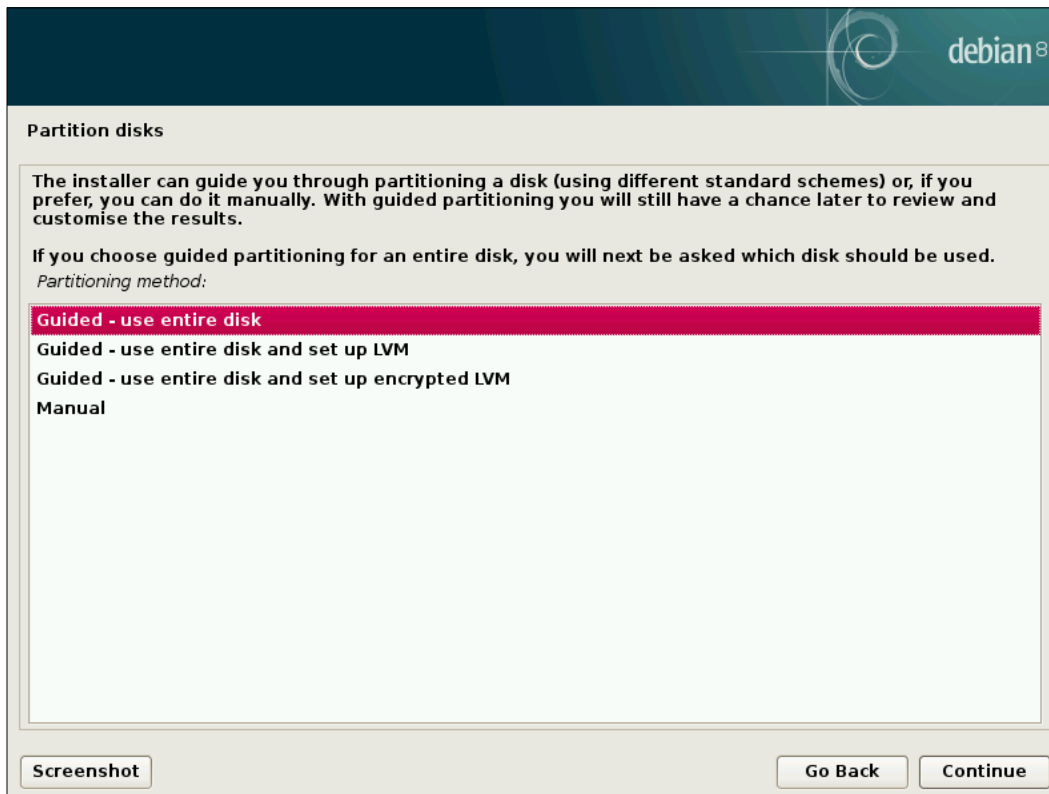 debian 8
Partition disks
The installer can guide you through partitioning a disk (using different standard schemes) or, if you
prefer, you can do it manually. With guided partitioning you will still have a chance later to review and
customise the results.
If you choose guided partitioning for an entire disk, you will next be asked which disk should be used.
Partitioning method:
Guided - use entire disk
Guided - use entire disk and set up LVM
Guided - use entire disk and set up encrypted LVM
Manual
Screenshot
Go Back
Continue